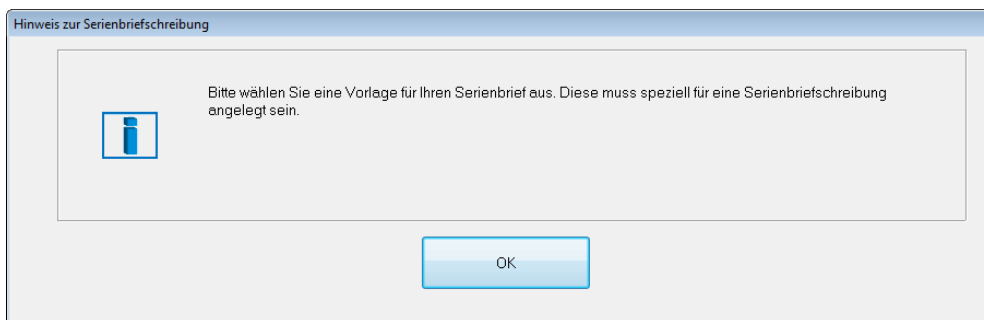 Hinweis zur Serienbriefschreibung
Bitte wählen Sie eine Vorlage für Ihren Serienbrief aus. Diese muss speziell für eine Serienbriefschreibung
angelegt sein.
OK